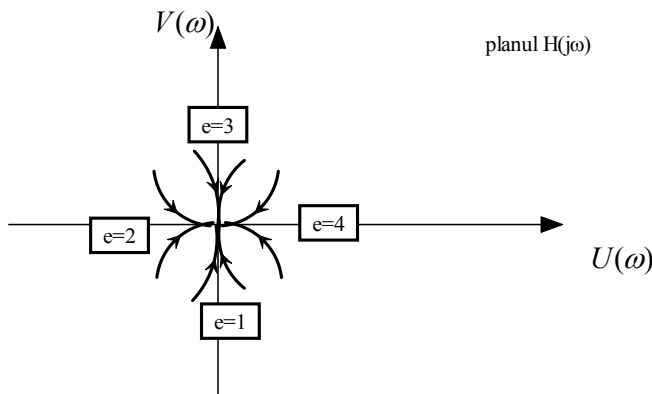 V(ω)
planul H(jω)
e=3
e=2
e=4
U(ω)
e=1